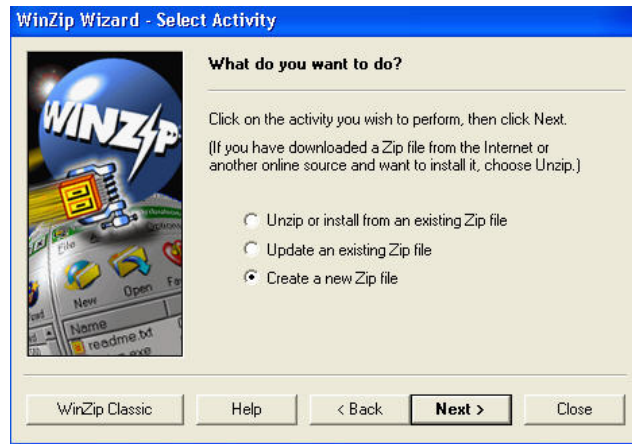 WinZip Wizard - Select Activity
What do you want to do?
WINZIP
Click on the activity you wish to perform, then click Next.
(If you have downloaded a Zip file from the Internet or
another online source and want to install it, choose Unzip.)
Unzip or install from an existing Zip file
Update an existing Zip file
Create a new Zip file
File
Options
New
Open
Name
readme.txt
WinZip Classic
Help
< Back
Next >
Close